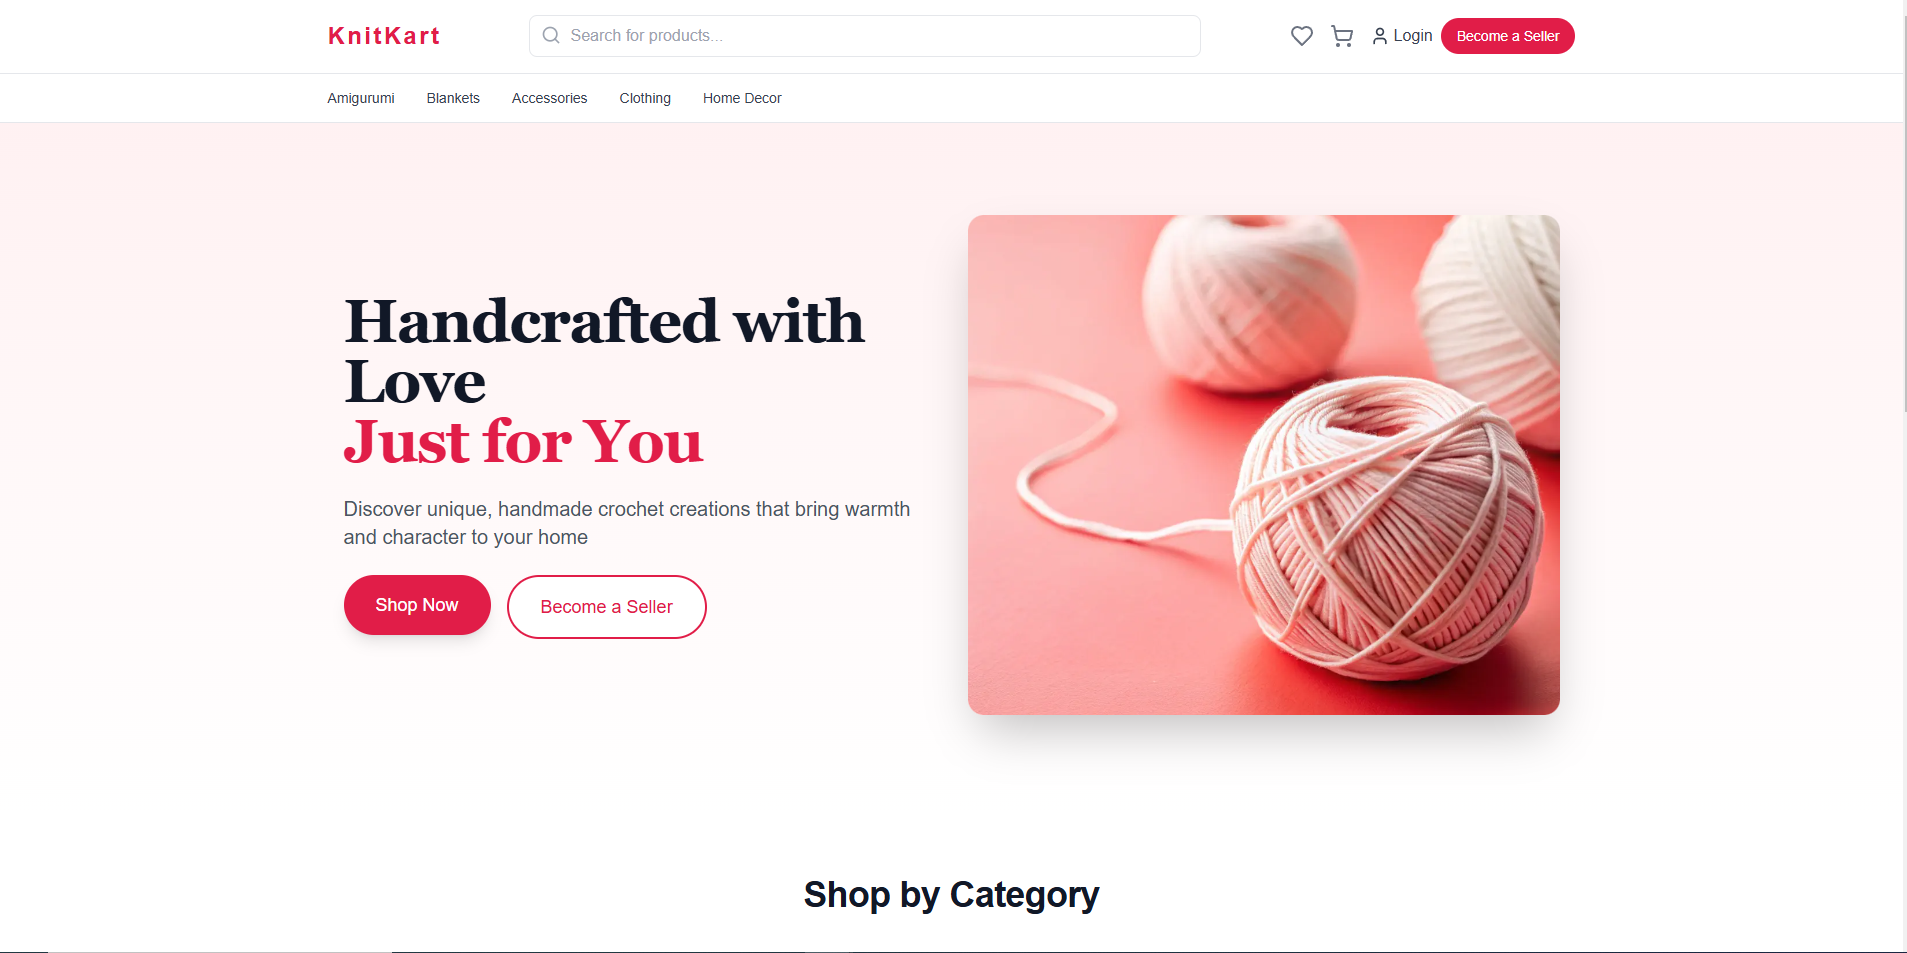 KnitKart
Search for products...
Login
Become a Seller
Amigurumi
Blankets
Accessories
Clothing
Home Decor
Handcrafted with
Love
Just for You
Discover unique, handmade crochet creations that bring warmth
and character to your home
Shop Now
Become a Seller
Shop by Category